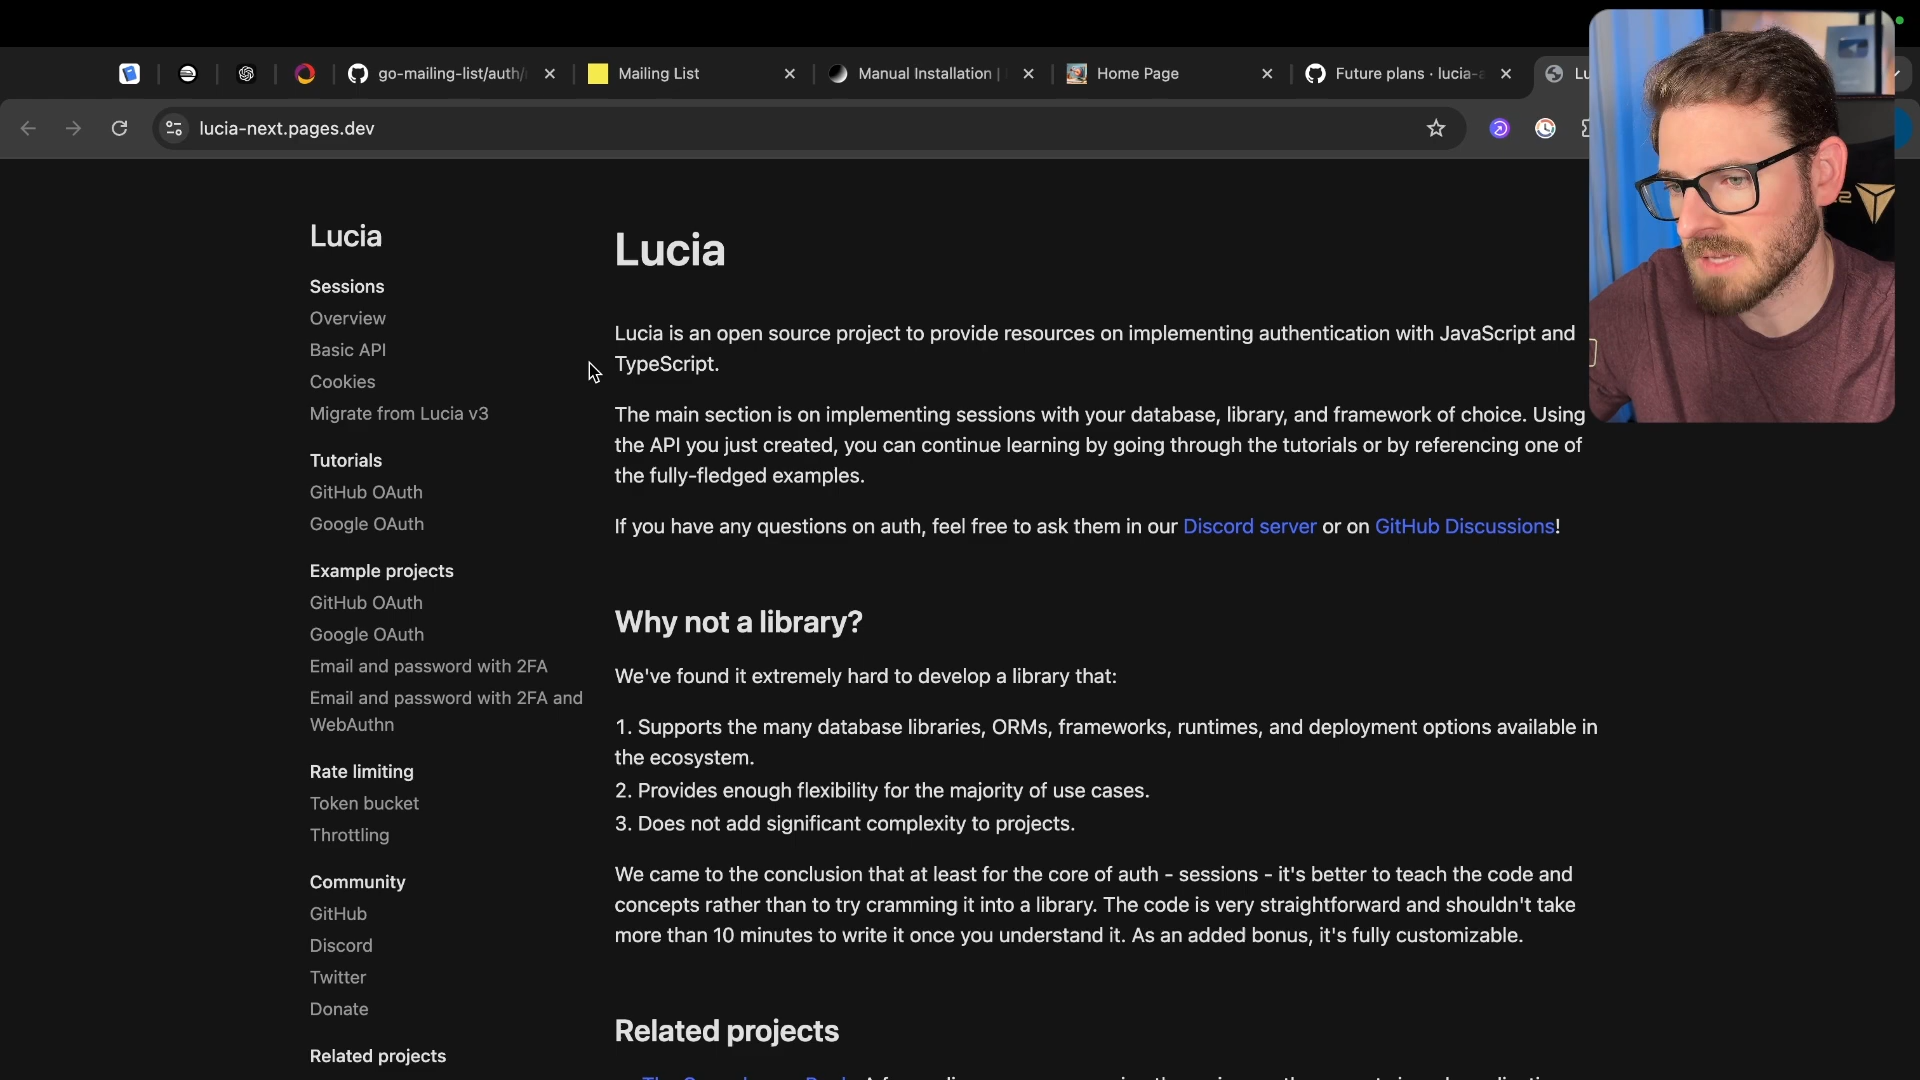 go-mailing-list/auth/
Mailing List
Manual Installation |
Home Page
Future plans · lucia-a
Lu
lucia-next.pages.dev
Lucia
Sessions
Overview
Basic API
Cookies
Migrate from Lucia v3
Tutorials
GitHub OAuth
Google OAuth
Example projects
GitHub OAuth
Google OAuth
Email and password with 2FA
Email and password with 2FA and
WebAuthn
Rate limiting
Token bucket
Throttling
Community
GitHub
Discord
Twitter
Donate
Related projects
Lucia
Lucia is an open source project to provide resources on implementing authentication with JavaScript and
TypeScript.
The main section is on implementing sessions with your database, library, and framework of choice. Using
the API you just created, you can continue learning by going through the tutorials or by referencing one of
the fully-fledged examples.
If you have any questions on auth, feel free to ask them in our Discord server or on GitHub Discussions!
Why not a library?
We've found it extremely hard to develop a library that:
1. Supports the many database libraries, ORMs, frameworks, runtimes, and deployment options available in
the ecosystem.
2. Provides enough flexibility for the majority of use cases.
3. Does not add significant complexity to projects.
We came to the conclusion that at least for the core of auth - sessions - it's better to teach the code and
concepts rather than to try cramming it into a library. The code is very straightforward and shouldn't take
more than 10 minutes to write it once you understand it. As an added bonus, it's fully customizable.
Related projects